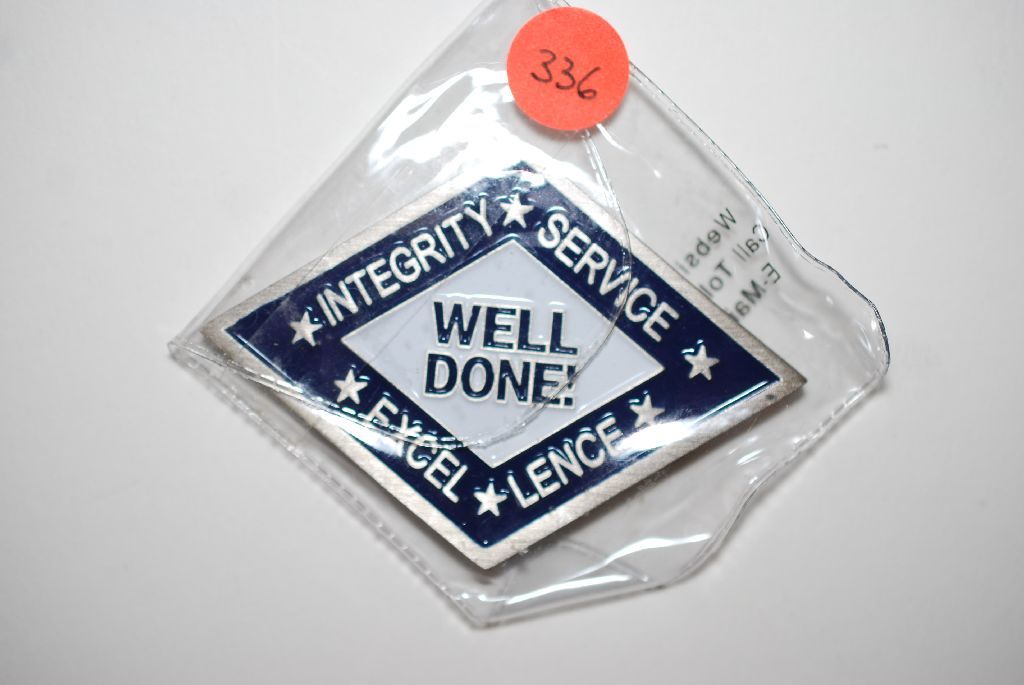 336
INTEGRITY ★ SERVICE
WELL
DONE!
EXCEL ★ LENCE